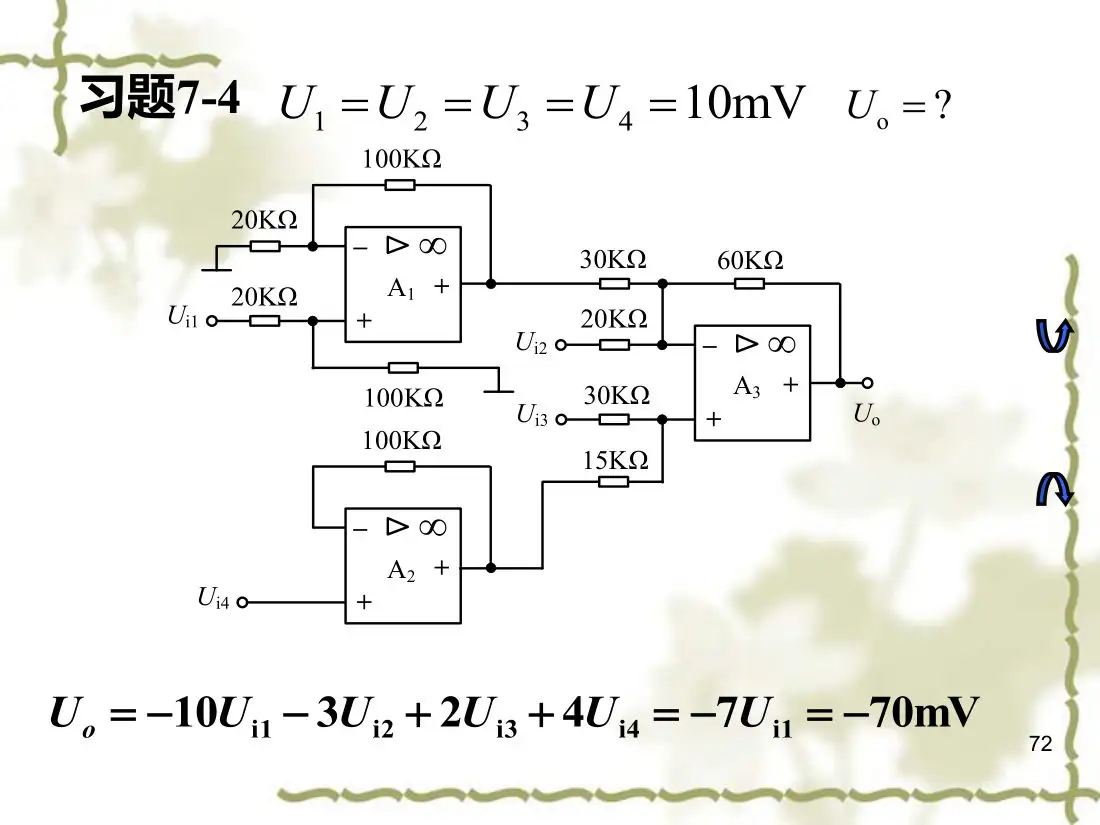 习题7-4 U₁ = U₂ = U₃ = U₄ = 10mV Uₒ = ?
100KΩ
20KΩ
− ▷ ∞
A₁ +
20KΩ
Uᵢ₁ +
100KΩ
30KΩ 60KΩ
20KΩ
Uᵢ₂ − ▷ ∞
A₃ +
30KΩ
Uᵢ₃ + Uₒ
15KΩ
100KΩ
− ▷ ∞
A₂ +
Uᵢ₄ +
Uₒ = −10Uᵢ₁ − 3Uᵢ₂ + 2Uᵢ₃ + 4Uᵢ₄ = −7Uᵢ₁ = −70mV
72